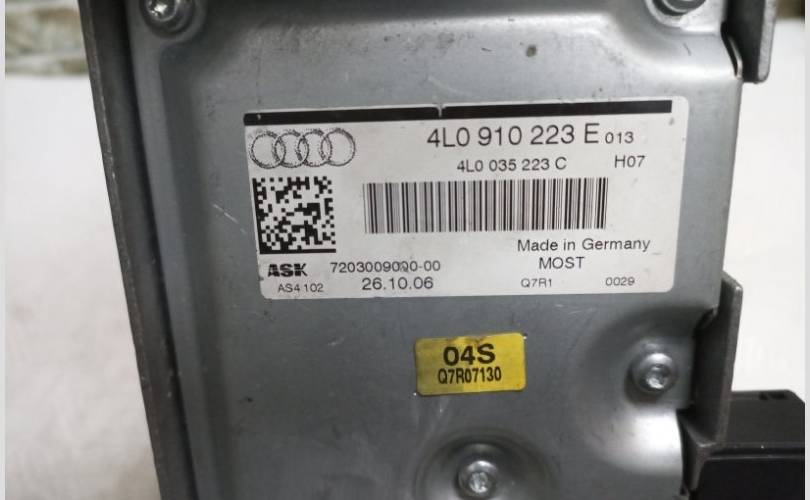 4L0 910 223 E 013
4L0 035 223 C H07
Made in Germany
ASK 7203009000-00 MOST
AS4 102 26.10.06 Q7R1 0029
04S
Q7R07130